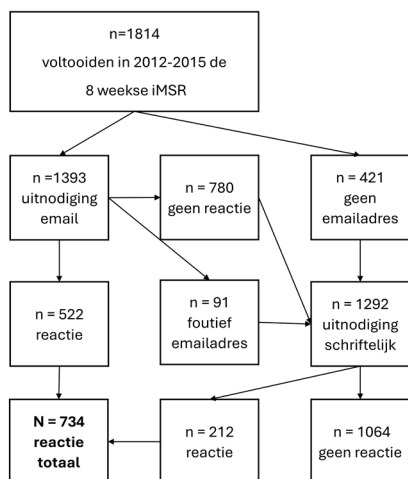 n=1814
voltooiden in 2012-2015 de
8 weekse iMSR
n =1393
uitnodiging
email
n = 780
geen reactie
n = 421
geen
emailadres
n = 522
reactie
n = 91
foutief
emailadres
n = 1292
uitnodiging
schriftelijk
N = 734
reactie
totaal
n = 212
reactie
n = 1064
geen reactie